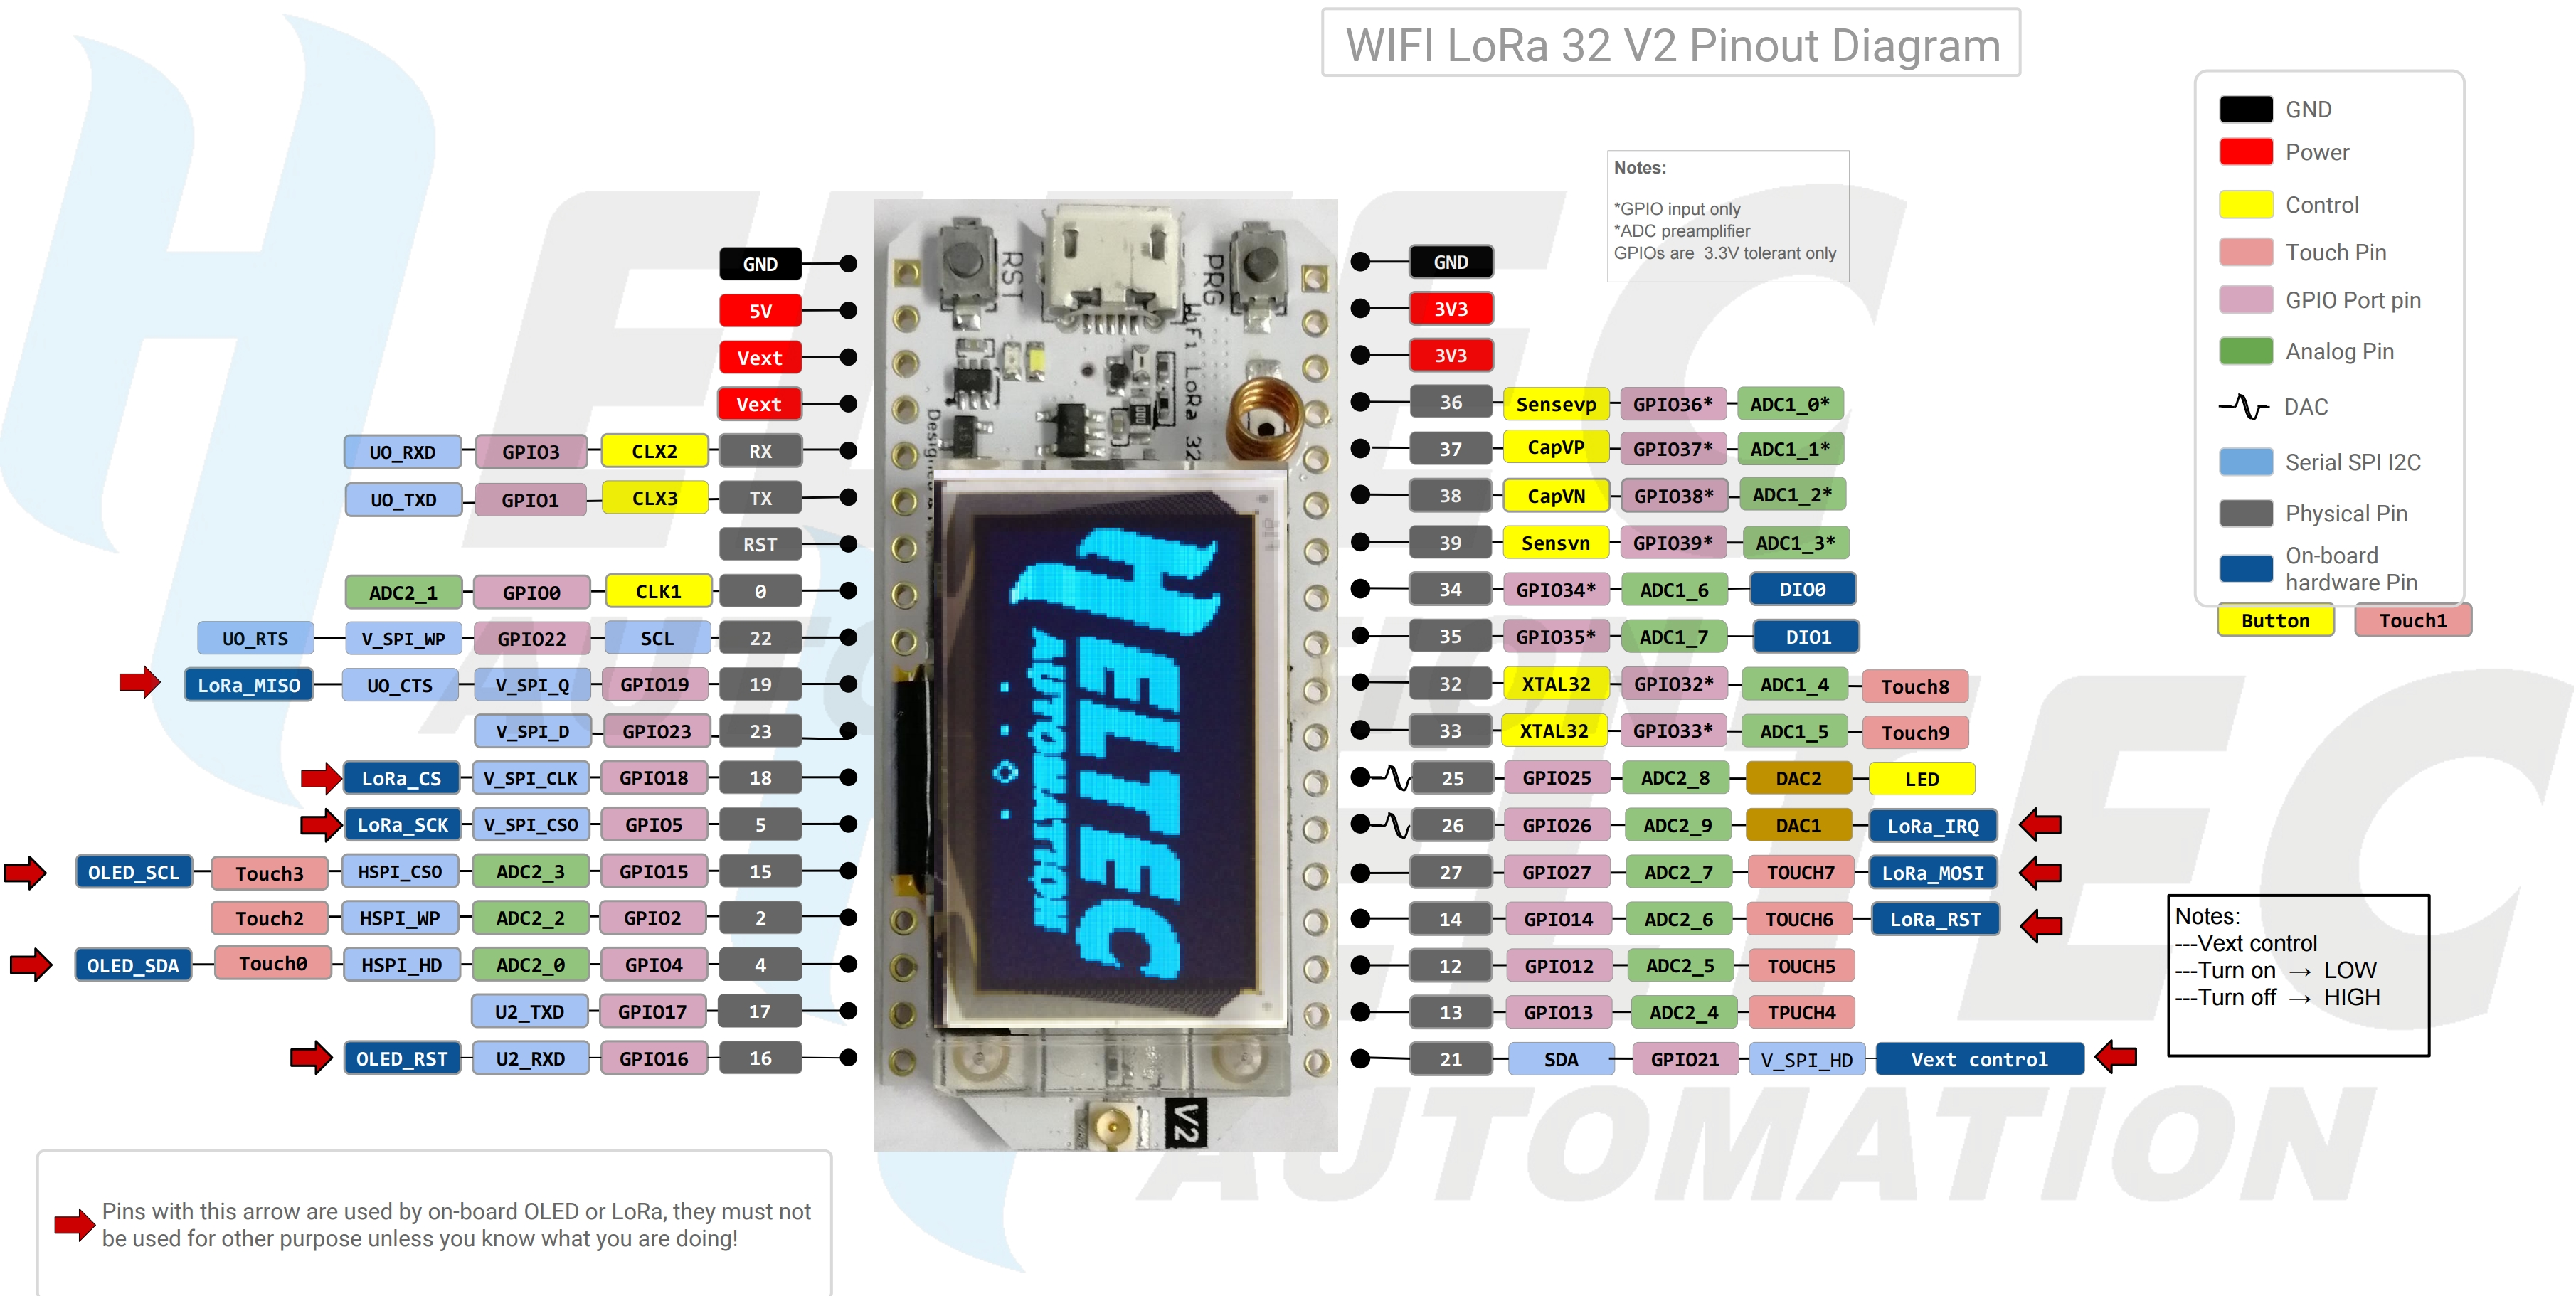 WIFI LoRa 32 V2 Pinout Diagram
GND
Power
Control
Touch Pin
GPIO Port pin
Analog Pin
DAC
Serial SPI I2C
Physical Pin
On-board
hardware Pin
Button Touch1
Notes:
*GPIO input only
*ADC preamplifier
GPIOs are 3.3V tolerant only
GND
5V
Vext
Vext
UO_RXD GPIO3 CLX2 RX
UO_TXD GPIO1 CLX3 TX
RST
ADC2_1 GPIO0 CLK1 0
UO_RTS V_SPI_WP GPIO22 SCL 22
LoRa_MISO UO_CTS V_SPI_Q GPIO19 19
V_SPI_D GPIO23 23
LoRa_CS V_SPI_CLK GPIO18 18
LoRa_SCK V_SPI_CSO GPIO5 5
OLED_SCL Touch3 HSPI_CSO ADC2_3 GPIO15 15
Touch2 HSPI_WP ADC2_2 GPIO2 2
OLED_SDA Touch0 HSPI_HD ADC2_0 GPIO4 4
U2_TXD GPIO17 17
OLED_RST U2_RXD GPIO16 16
RST
PRG
WiFi LoRa 32
HELTEC
AUTOMATION
V2
GND
3V3
3V3
36 Sensevp GPIO36* ADC1_0*
37 CapVP GPIO37* ADC1_1*
38 CapVN GPIO38* ADC1_2*
39 Sensvn GPIO39* ADC1_3*
34 GPIO34* ADC1_6 DIO0
35 GPIO35* ADC1_7 DIO1
32 XTAL32 GPIO32* ADC1_4 Touch8
33 XTAL32 GPIO33* ADC1_5 Touch9
25 GPIO25 ADC2_8 DAC2 LED
26 GPIO26 ADC2_9 DAC1 LoRa_IRQ
27 GPIO27 ADC2_7 TOUCH7 LoRa_MOSI
14 GPIO14 ADC2_6 TOUCH6 LoRa_RST
12 GPIO12 ADC2_5 TOUCH5
13 GPIO13 ADC2_4 TPUCH4
21 SDA GPIO21 V_SPI_HD Vext control
Notes:
---Vext control
---Turn on → LOW
---Turn off → HIGH
Pins with this arrow are used by on-board OLED or LoRa, they must not
be used for other purpose unless you know what you are doing!
HELTEC
AUTOMATION
HELTEC
AUTOMATION